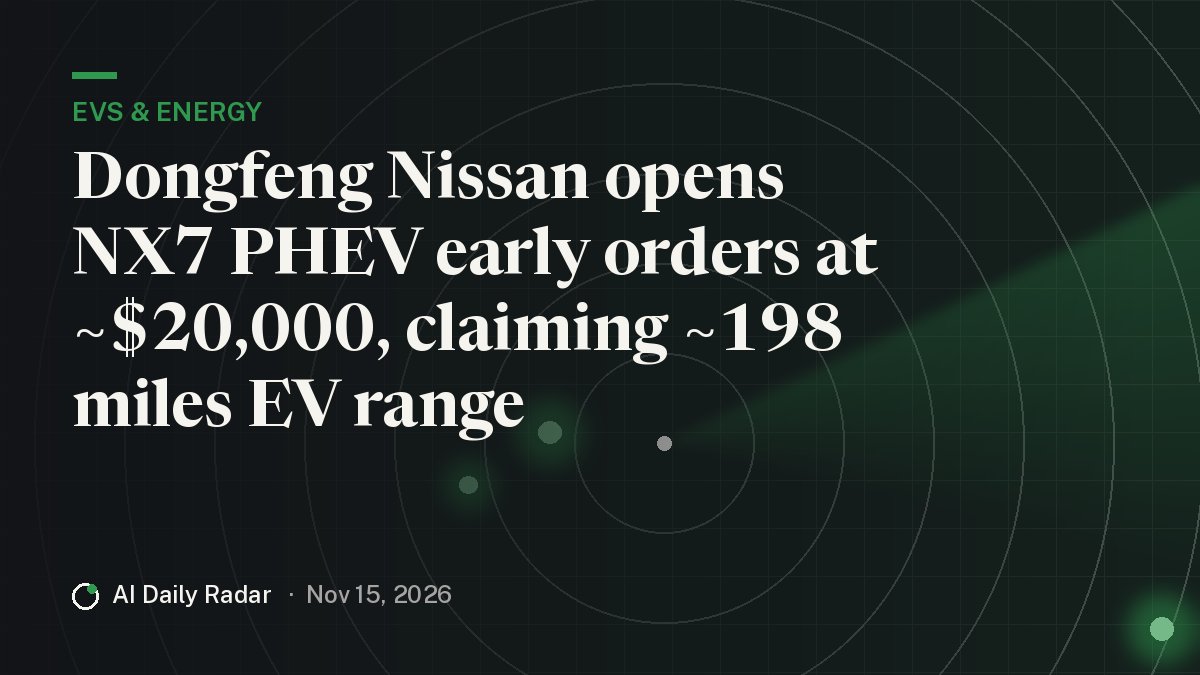 EVS & ENERGY
Dongfeng Nissan opens
NX7 PHEV early orders at
~$20,000, claiming ~198
miles EV range
AI Daily Radar · Nov 15, 2026